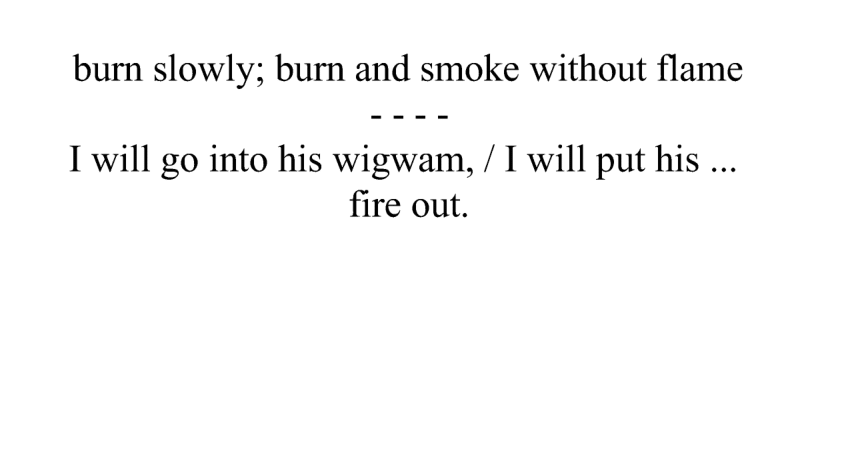 burn slowly; burn and smoke without flame
- - - -
I will go into his wigwam, / I will put his ...
fire out.